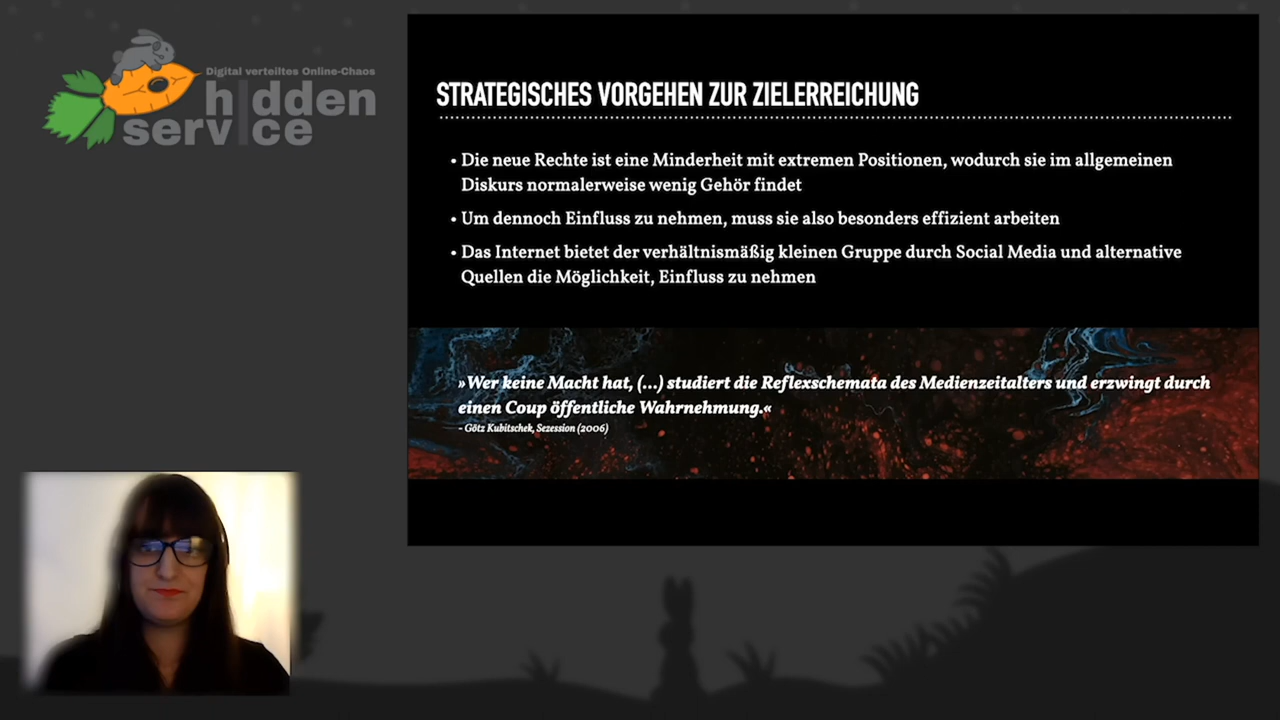 Digital verteiltes Online-Chaos
hidden
service
STRATEGISCHES VORGEHEN ZUR ZIELERREICHUNG
• Die neue Rechte ist eine Minderheit mit extremen Positionen, wodurch sie im allgemeinen
Diskurs normalerweise wenig Gehör findet
• Um dennoch Einfluss zu nehmen, muss sie also besonders effizient arbeiten
• Das Internet bietet der verhältnismäßig kleinen Gruppe durch Social Media und alternative
Quellen die Möglichkeit, Einfluss zu nehmen
»Wer keine Macht hat, (...) studiert die Reflexschemata des Medienzeitalters und erzwingt durch
einen Coup öffentliche Wahrnehmung.«
- Götz Kubitschek, Sezession (2006)